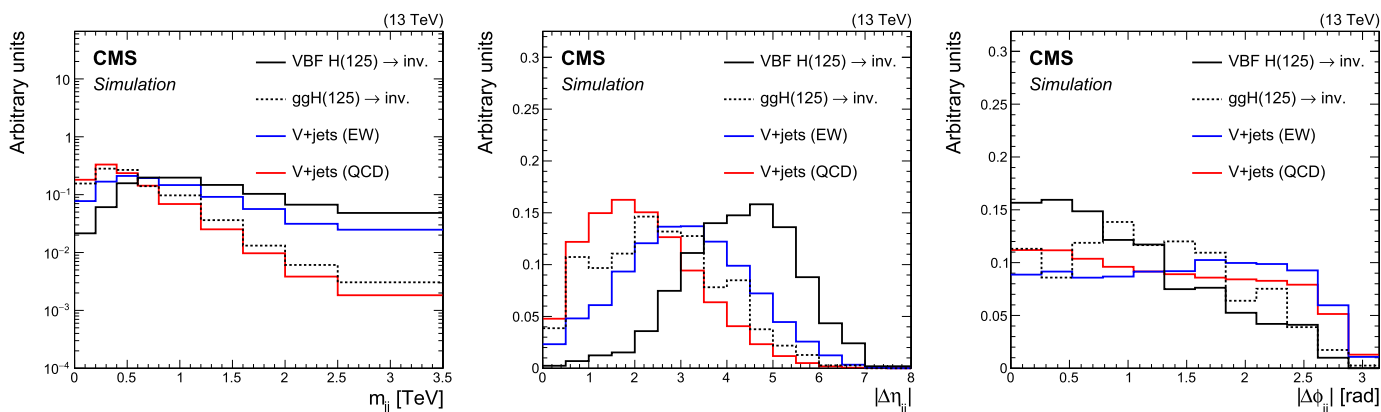 (13 TeV)
Arbitrary units
CMS
Simulation
VBF H(125) → inv.
ggH(125) → inv.
V+jets (EW)
V+jets (QCD)
10
1
10⁻¹
10⁻²
10⁻³
10⁻⁴
0 0.5 1 1.5 2 2.5 3 3.5
m_jj [TeV]
(13 TeV)
Arbitrary units
CMS
Simulation
VBF H(125) → inv.
ggH(125) → inv.
V+jets (EW)
V+jets (QCD)
0.3
0.25
0.2
0.15
0.1
0.05
0
0 1 2 3 4 5 6 7 8
|Δη_jj|
(13 TeV)
Arbitrary units
CMS
Simulation
VBF H(125) → inv.
ggH(125) → inv.
V+jets (EW)
V+jets (QCD)
0.3
0.25
0.2
0.15
0.1
0.05
0
0 0.5 1 1.5 2 2.5 3
|Δϕ_jj| [rad]